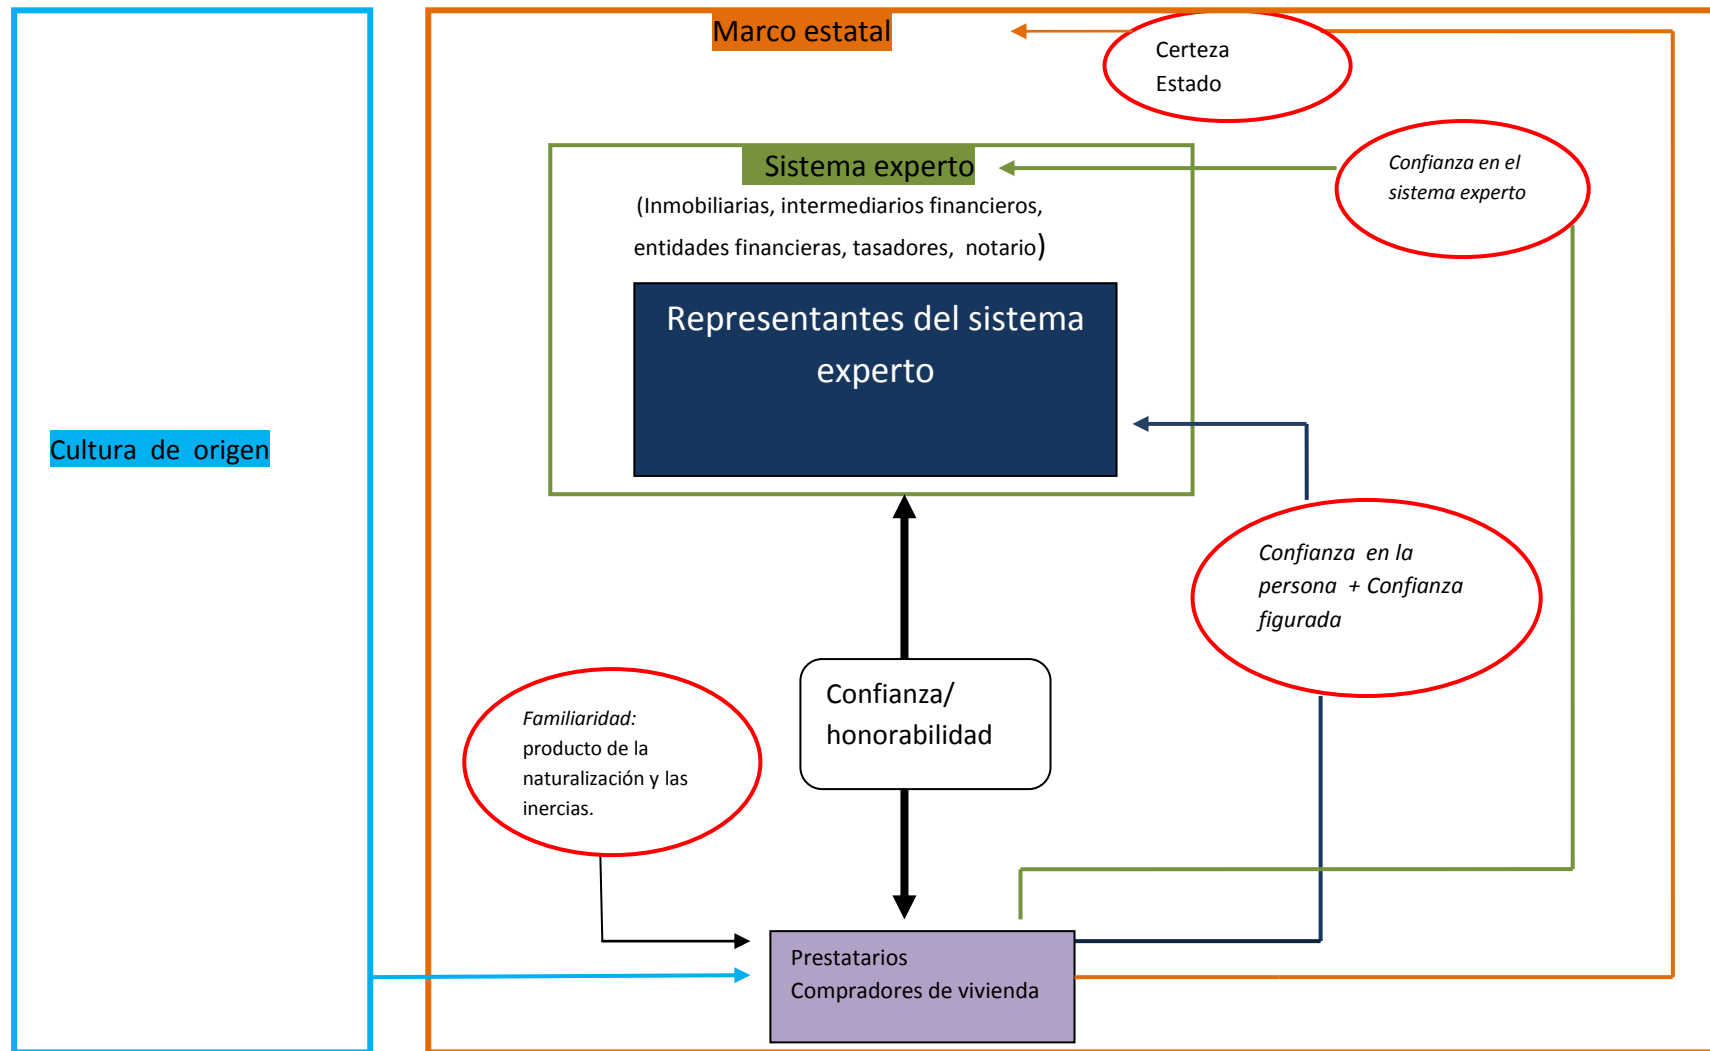 Marco estatal
Certeza
Estado
Sistema experto
Confianza en el
sistema experto
(Inmobiliarias, intermediarios financieros,
entidades financieras, tasadores, notario)
Representantes del sistema
experto
Cultura de origen
Confianza en la
persona + Confianza
figurada
Confianza/
honorabilidad
Familiaridad:
producto de la
naturalización y las
inercias.
Prestatarios
Compradores de vivienda